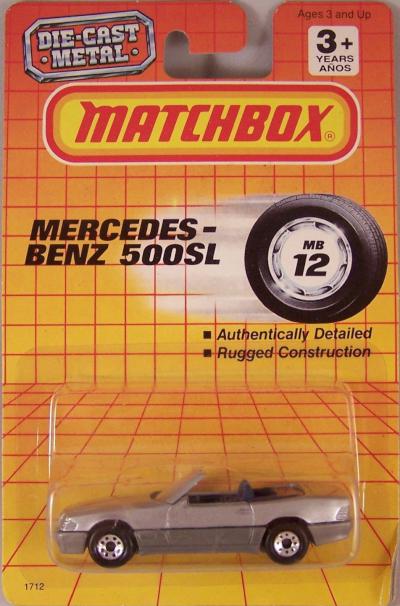 Ages 3 and Up
DIE-CAST
METAL
3+
YEARS
AÑOS
MATCHBOX®
MERCEDES-
BENZ 500SL
MB
12
■ Authentically Detailed
■ Rugged Construction
1712